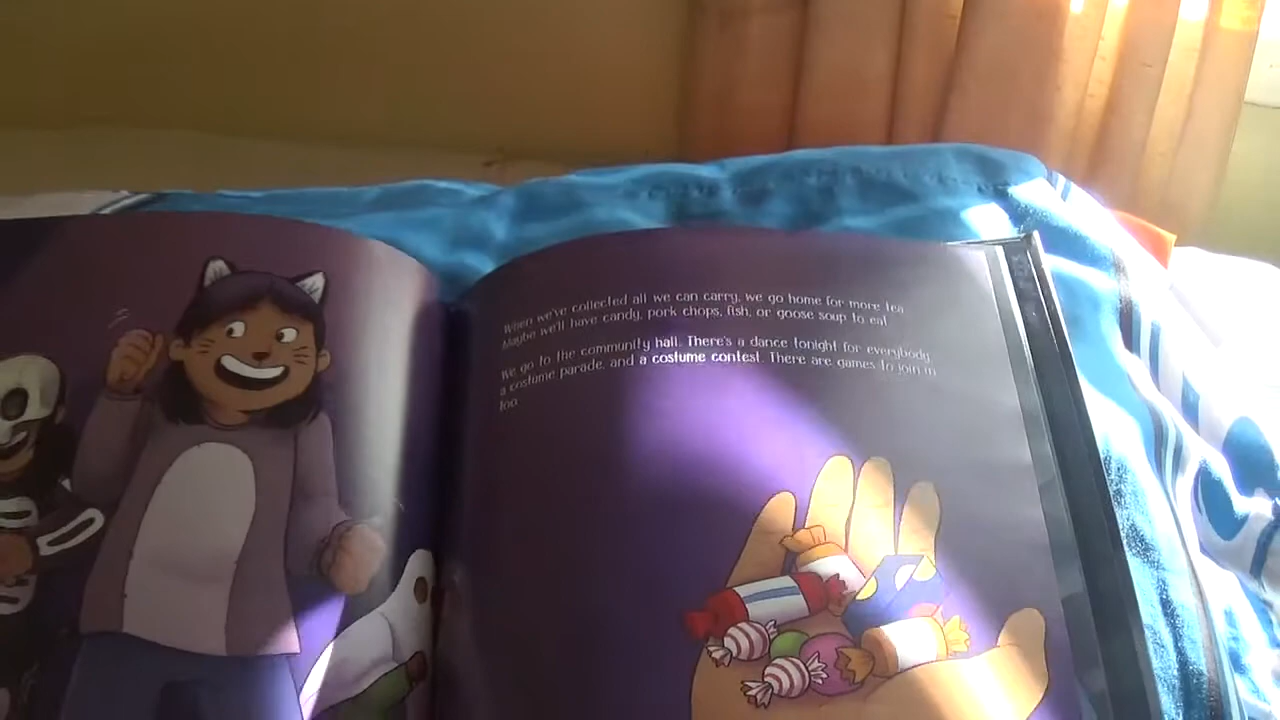 When we've collected all we can carry, we go home for more tea.
Maybe we'll have candy, pork chops, fish, or goose soup to eat.
We go to the community hall. There's a dance tonight for everybody,
a costume parade, and a costume contest. There are games to join in
too.